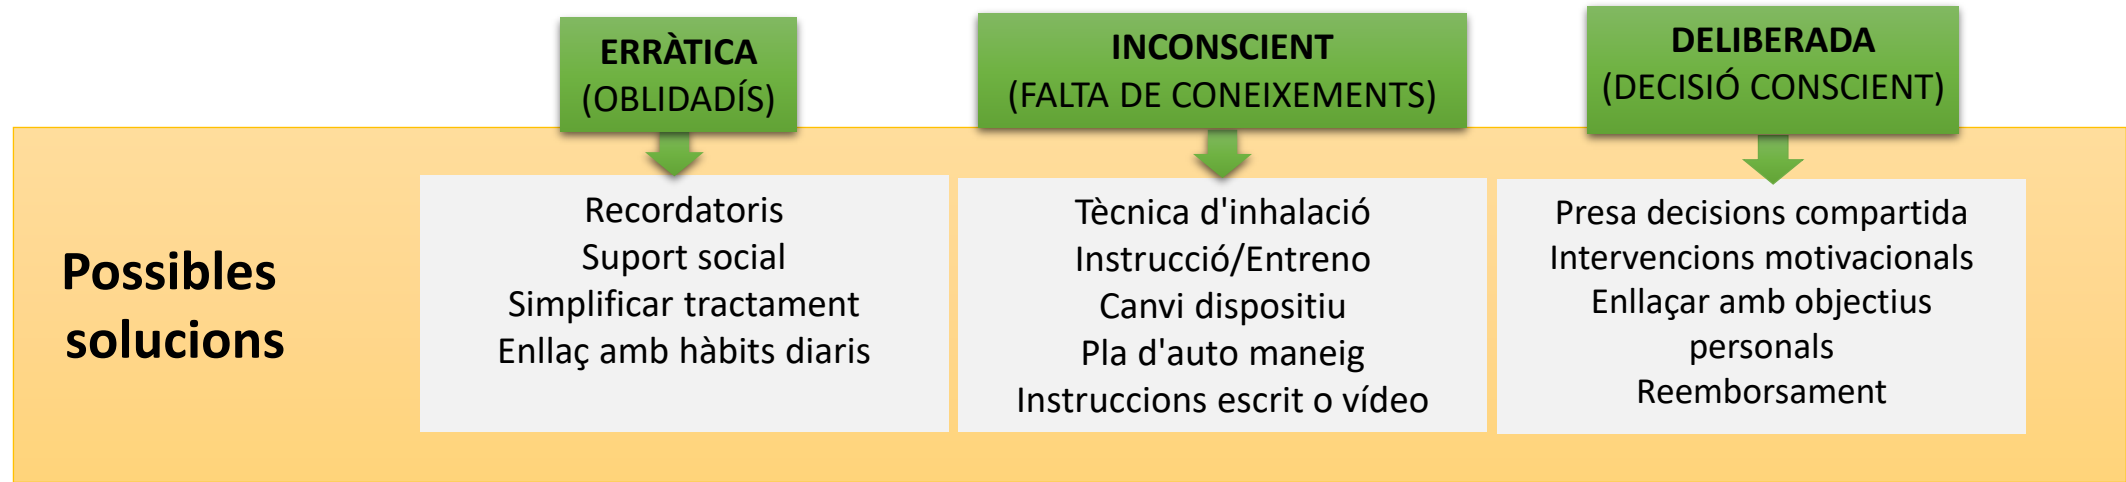 ERRÀTICA
(OBLIDADÍS)
INCONSCIENT
(FALTA DE CONEIXEMENTS)
DELIBERADA
(DECISIÓ CONSCIENT)
Possibles
solucions
Recordatoris
Suport social
Simplificar tractament
Enllaç amb hàbits diaris
Tècnica d'inhalació
Instrucció/Entreno
Canvi dispositiu
Pla d'auto maneig
Instruccions escrit o vídeo
Presa decisions compartida
Intervencions motivacionals
Enllaçar amb objectius
personals
Reemborsament